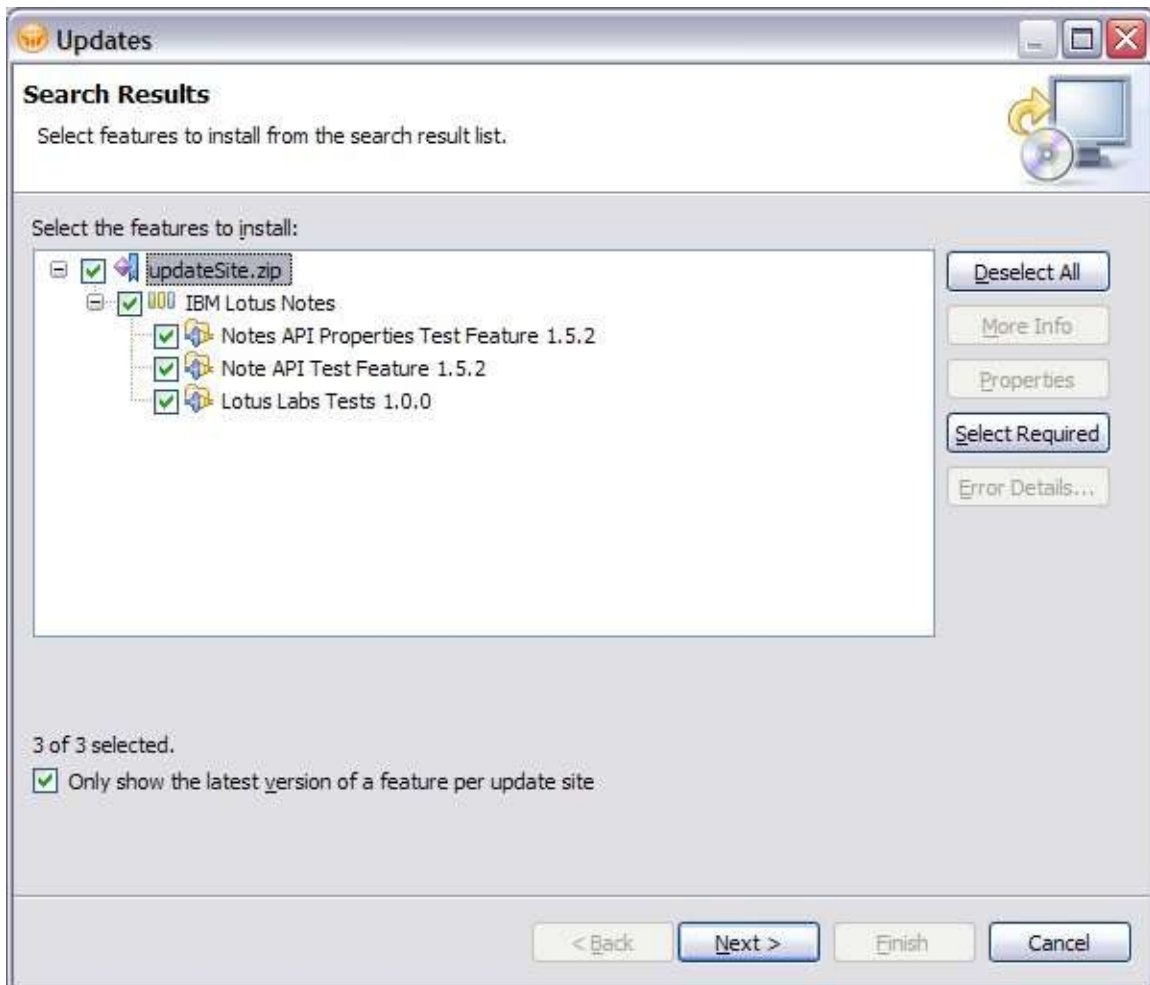 Updates
Search Results
Select features to install from the search result list.
Select the features to install:
updateSite.zip
IBM Lotus Notes
Notes API Properties Test Feature 1.5.2
Note API Test Feature 1.5.2
Lotus Labs Tests 1.0.0
Deselect All
More Info
Properties
Select Required
Error Details...
3 of 3 selected.
Only show the latest version of a feature per update site
< Back
Next >
Finish
Cancel